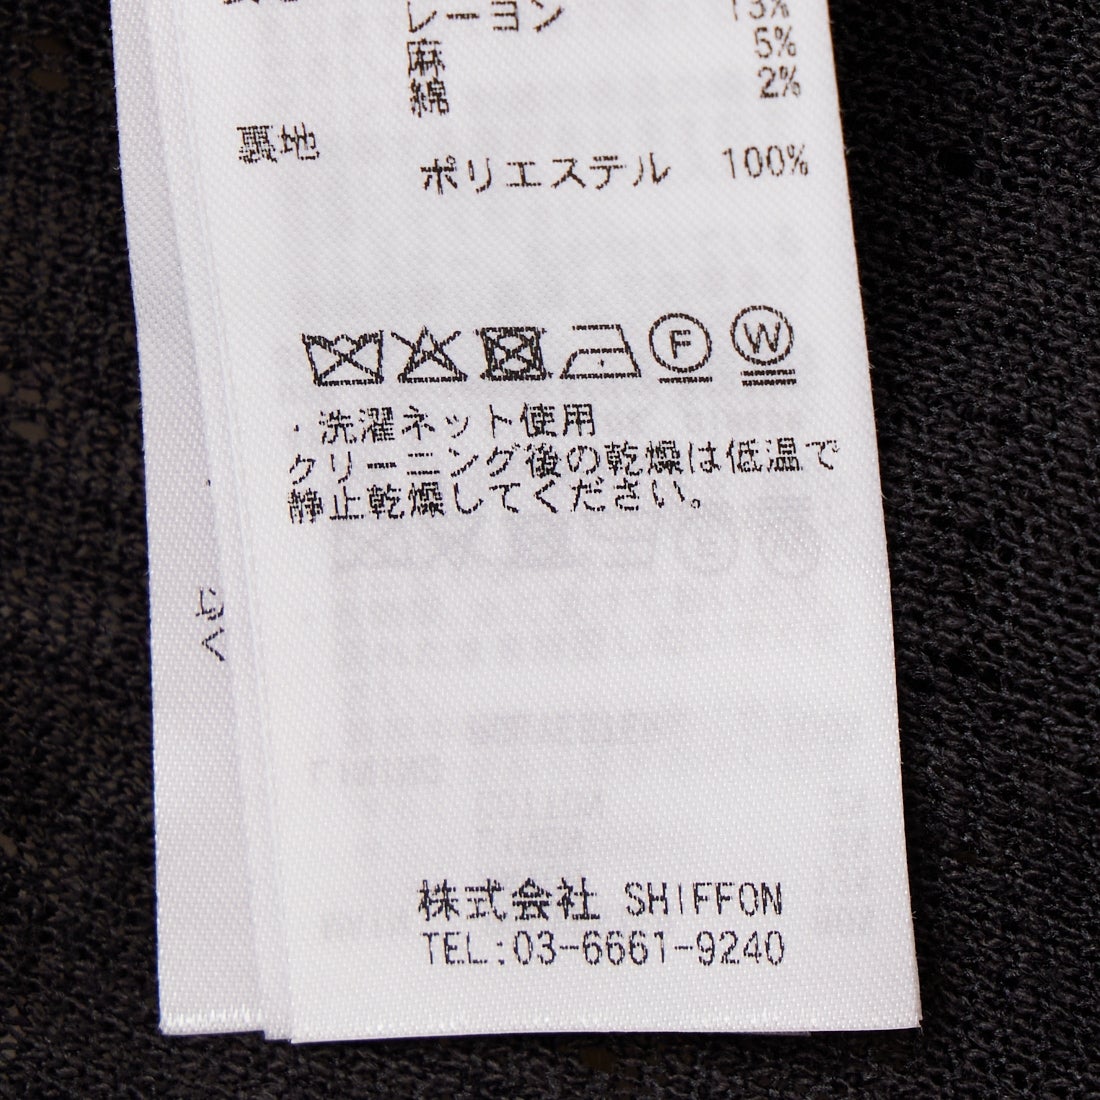 レーヨン 13%
麻 5%
綿 2%
裏地
ポリエステル 100%
F W
・洗濯ネット使用
クリーニング後の乾燥は低温で
静止乾燥してください。
株式会社 SHIFFON
TEL:03-6661-9240